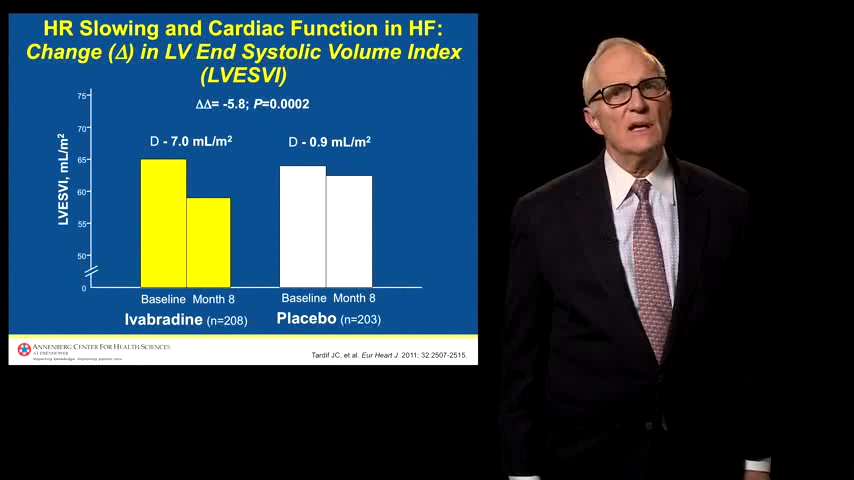 HR Slowing and Cardiac Function in HF:
Change (Δ) in LV End Systolic Volume Index
(LVESVI)
ΔΔ= -5.8; P=0.0002
D - 7.0 mL/m²
D - 0.9 mL/m²
LVESVI, mL/m²
75
70
65
60
55
50
0
Baseline Month 8
Baseline Month 8
Ivabradine (n=208)
Placebo (n=203)
ANNENBERG CENTER FOR HEALTH SCIENCES
AT EISENHOWER
Tardif JC, et al. Eur Heart J. 2011; 32:2507-2515.